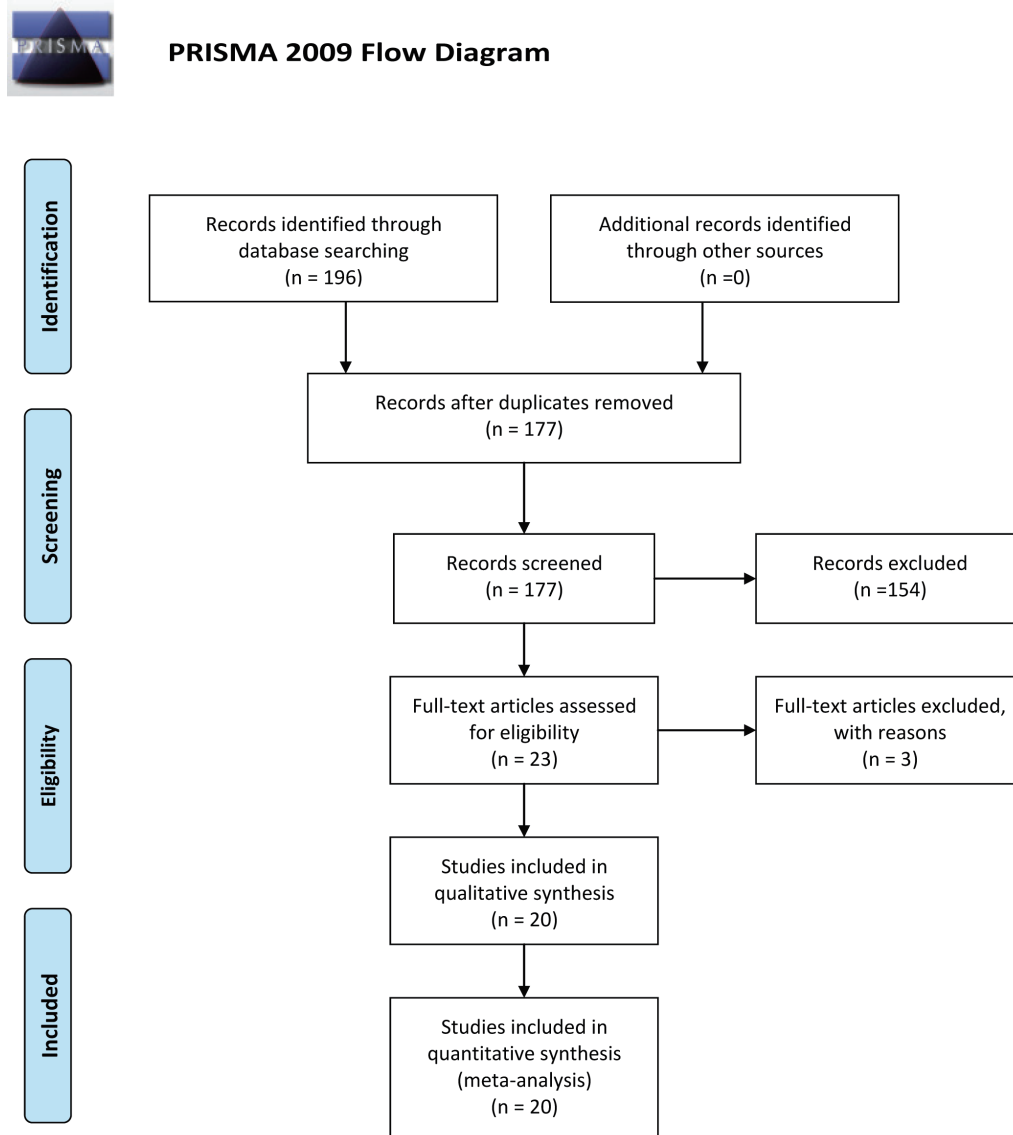 PRISMA
PRISMA 2009 Flow Diagram
Identification
Records identified through
database searching
(n = 196)
Additional records identified
through other sources
(n =0)
Records after duplicates removed
(n = 177)
Screening
Records screened
(n = 177)
Records excluded
(n =154)
Eligibility
Full-text articles assessed
for eligibility
(n = 23)
Full-text articles excluded,
with reasons
(n = 3)
Studies included in
qualitative synthesis
(n = 20)
Included
Studies included in
quantitative synthesis
(meta-analysis)
(n = 20)